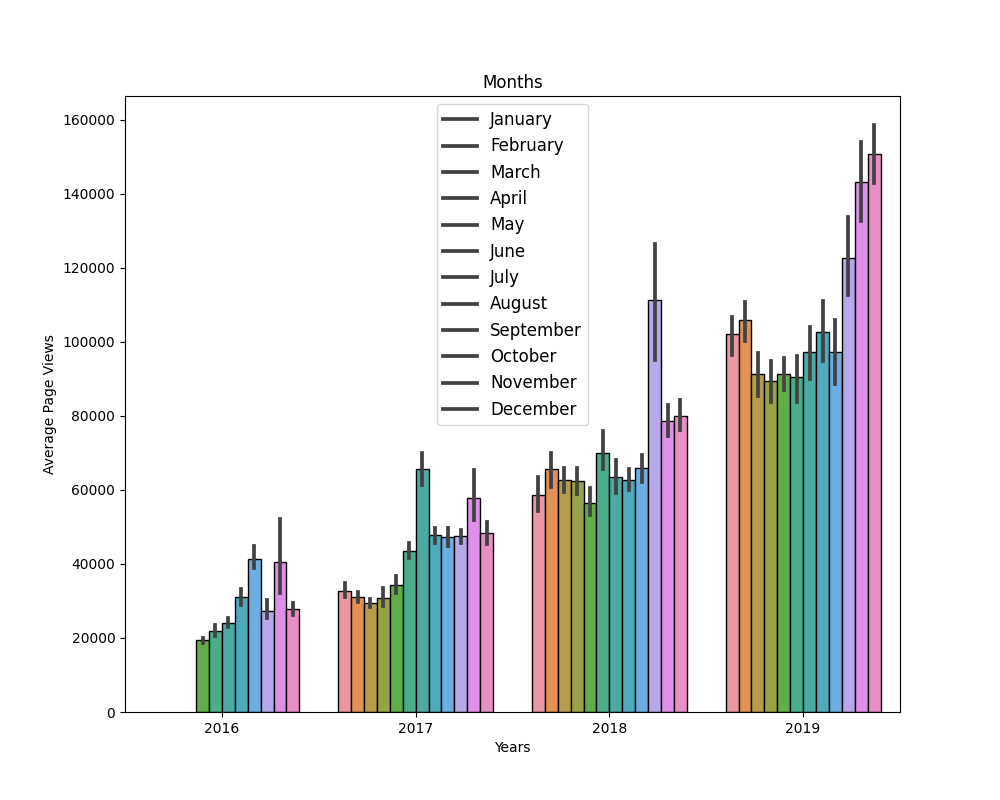 Months
January
February
March
April
May
June
July
August
September
October
November
December
160000
140000
120000
100000
80000
60000
40000
20000
0
Average Page Views
2016 2017 2018 2019
Years